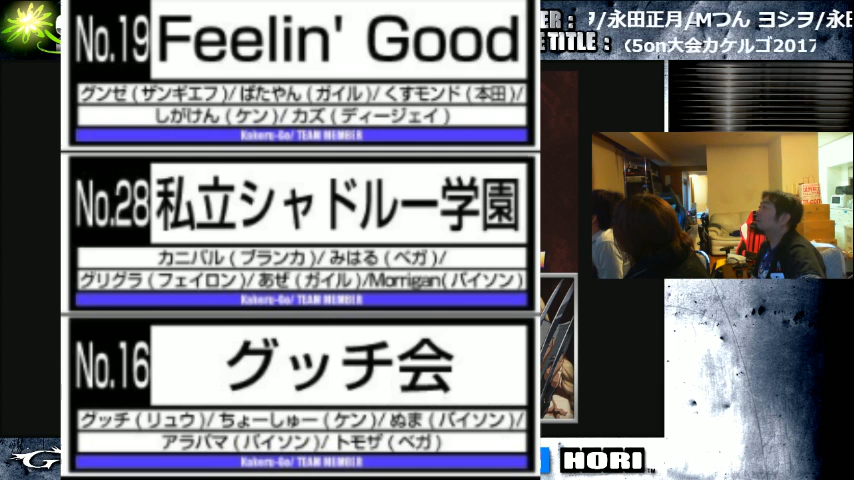 No.19 Feelin' Good
グンゼ(ザンギエフ)/ばたやん(ガイル)/くすモンド(本田)/
しがけん(ケン)/カズ(ディージェイ)
Kakeru-Go/ TEAM MEMBER
No.28 私立シャドルー学園
カニバル(ブランカ)/みはる(ベガ)/
グリグラ(フェイロン)/あぜ(ガイル)/Morrigan(バイソン)
Kakeru-Go/ TEAM MEMBER
No.16 グッチ会
グッチ(リュウ)/ちょーしゅー(ケン)/ぬま(バイソン)/
アラバマ(バイソン)/トモザ(ベガ)
Kakeru-Go/ TEAM MEMBER
ER : ヲ/永田正月/Mつん ヨシヲ/永田
E TITLE : 《5on大会カケルゴ2017
HORI